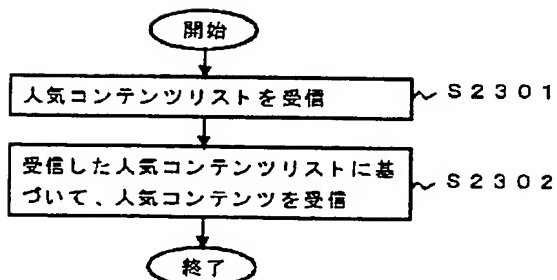 開始
人気コンテンツリストを受信
S2301
受信した人気コンテンツリストに基
づいて、人気コンテンツを受信
S2302
終了